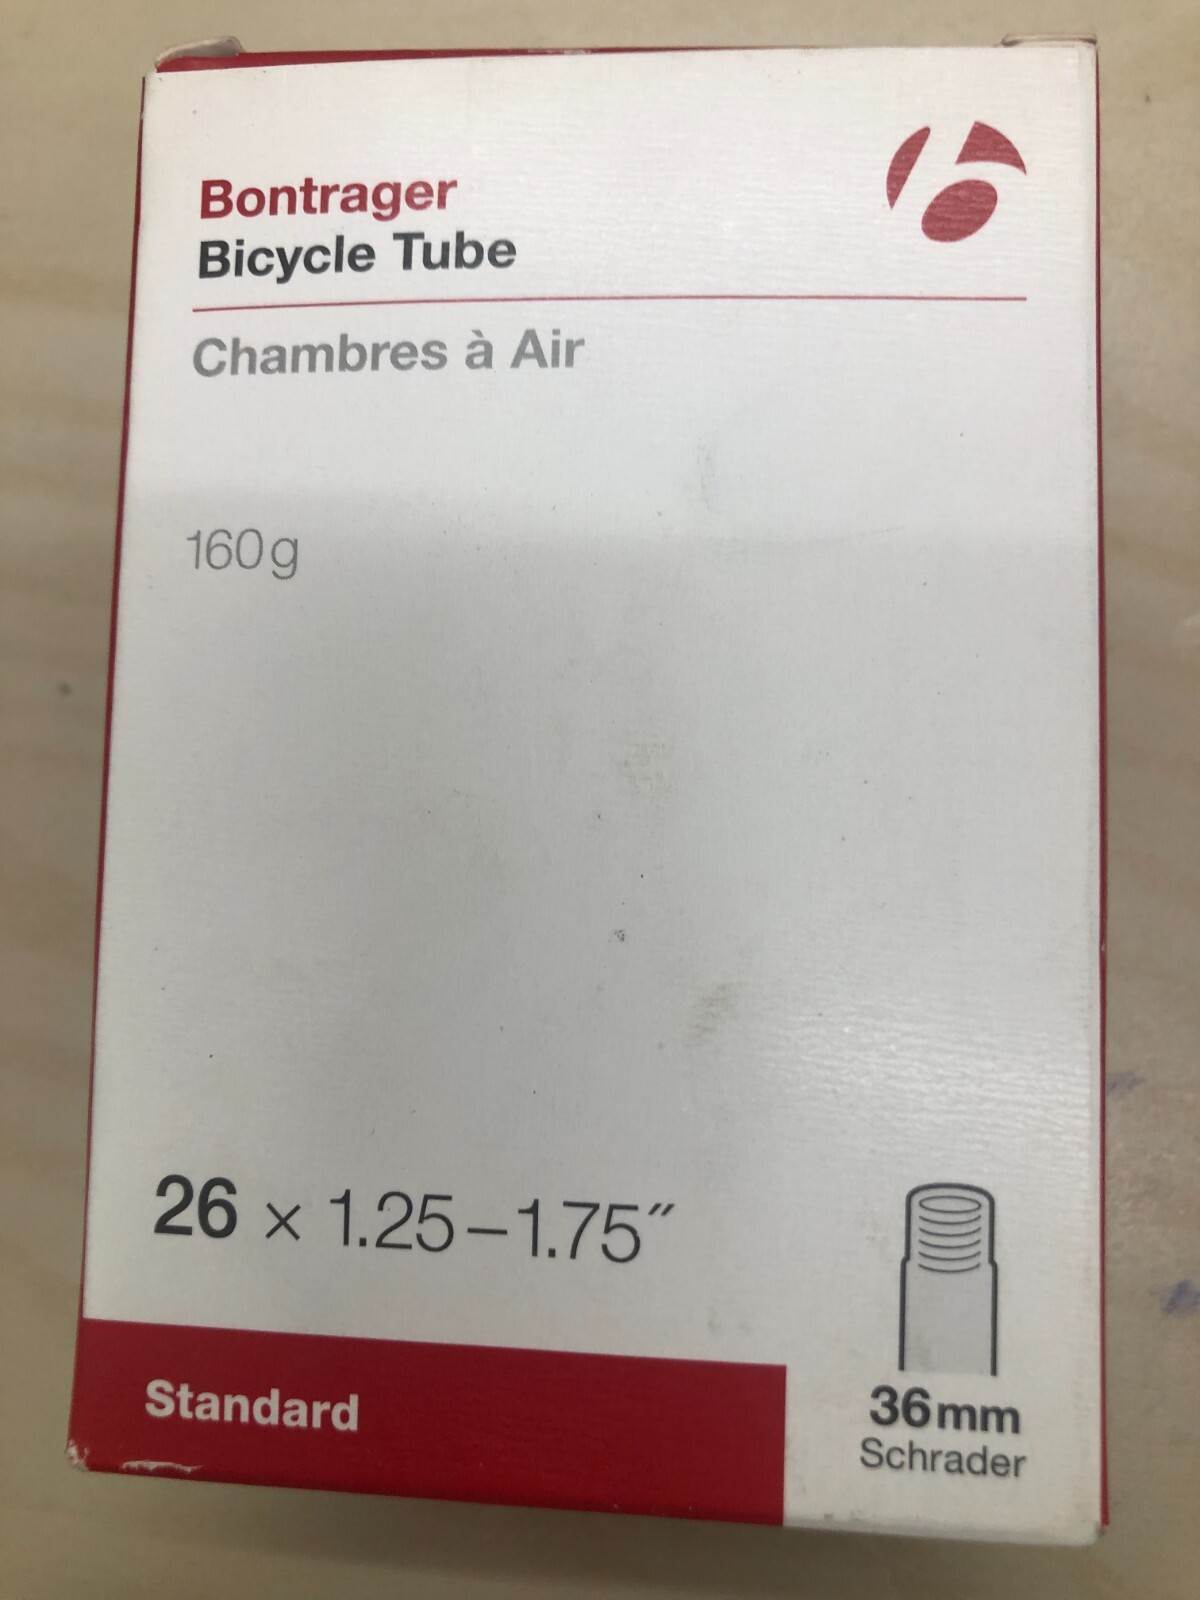 Bontrager
Bicycle Tube
Chambres à Air
160g
26 × 1.25–1.75″
Standard
36mm
Schrader